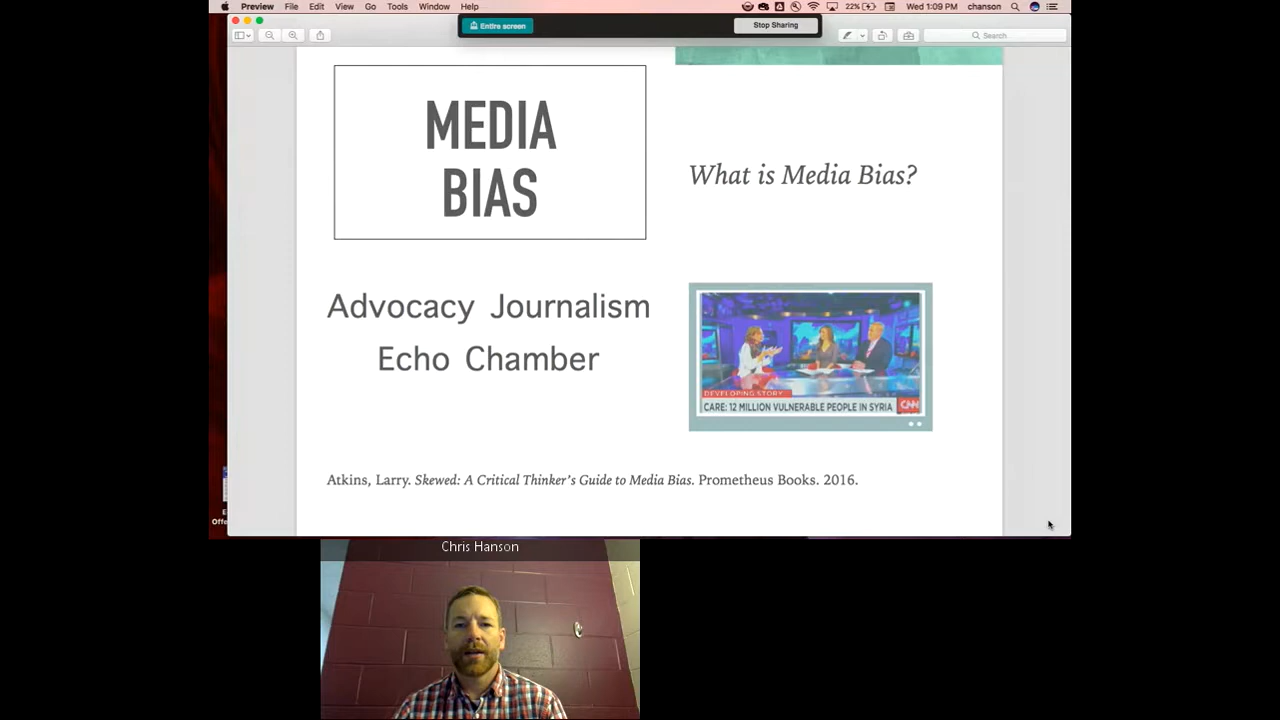 Preview File Edit View Go Tools Window Help
22% Wed 1:09 PM chanson
Entire screen
Stop Sharing
Search
MEDIA
BIAS
What is Media Bias?
Advocacy Journalism
Echo Chamber
DEVELOPING STORY
CARE: 12 MILLION VULNERABLE PEOPLE IN SYRIA
CNN
Atkins, Larry. Skewed: A Critical Thinker's Guide to Media Bias. Prometheus Books. 2016.
Chris Hanson